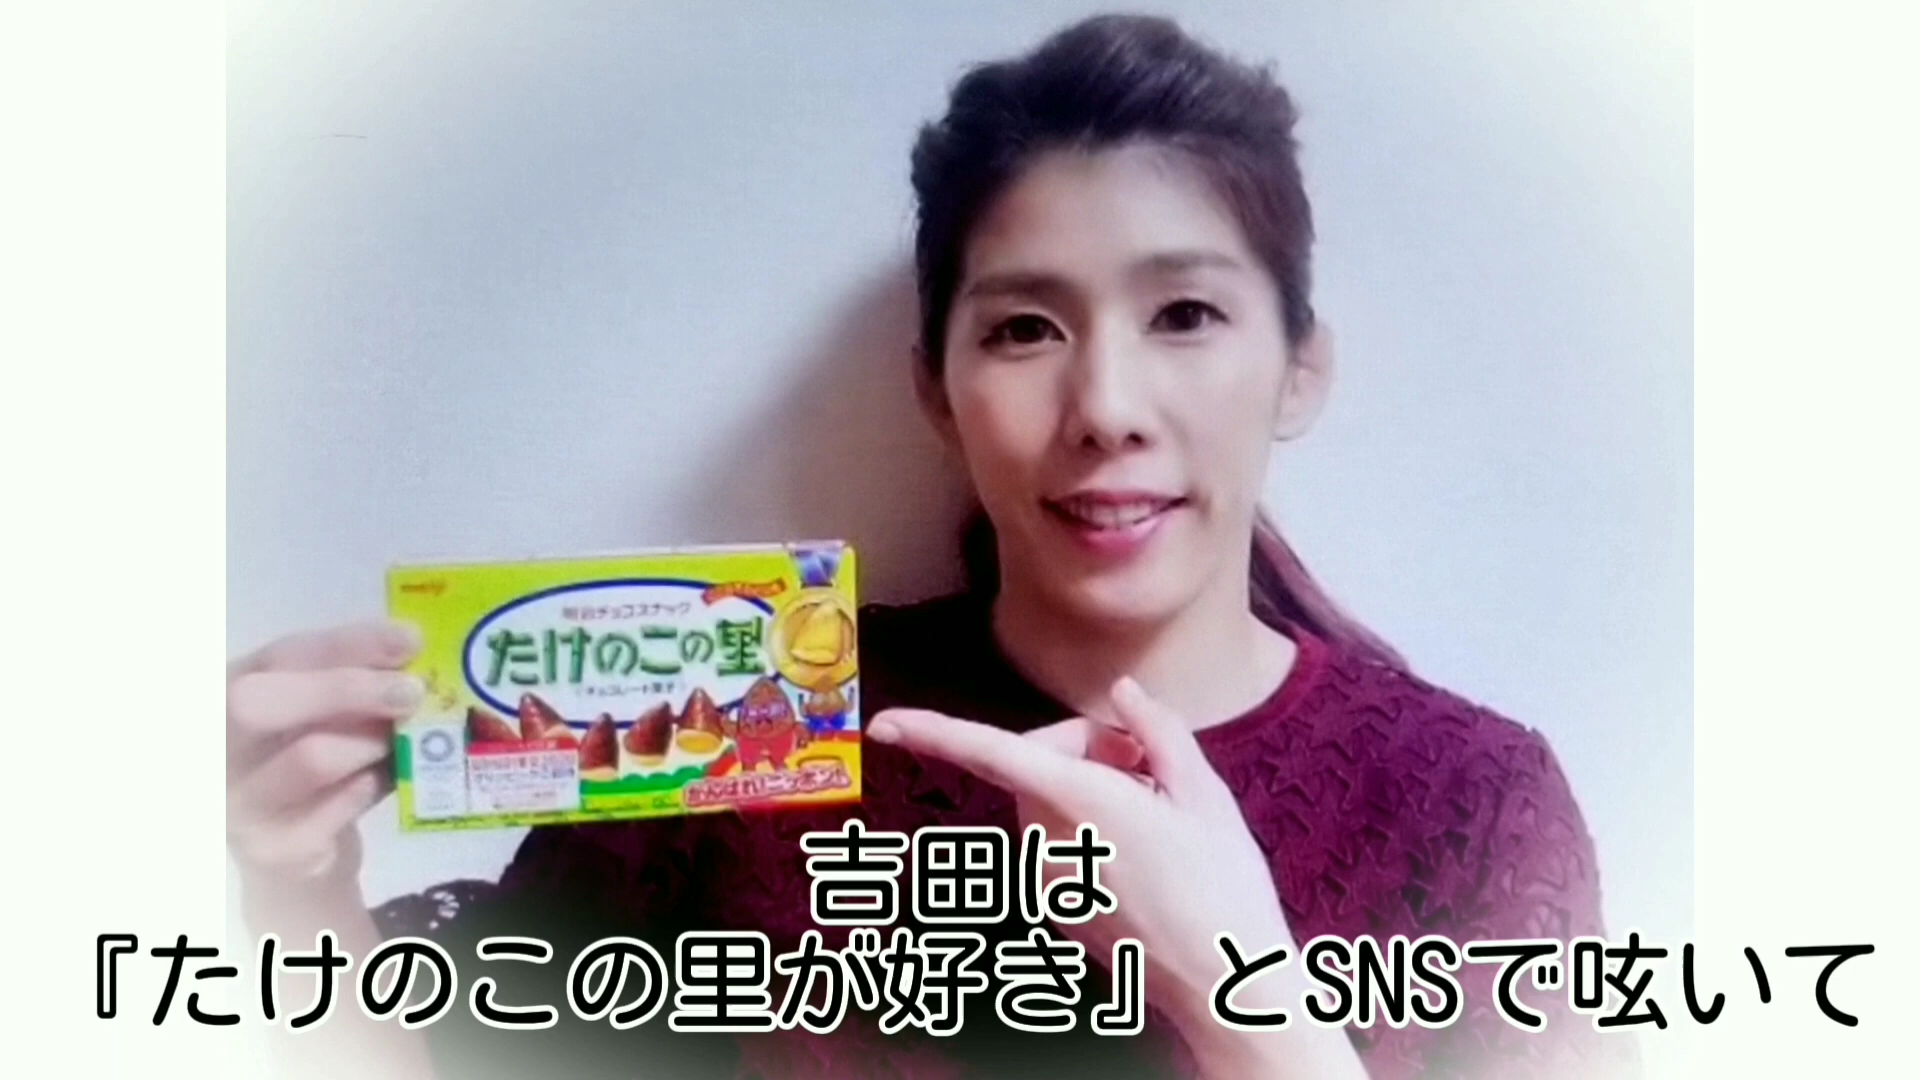 meiji
明治チョコスナック
たけのこの里
チョコレート菓子
がんばれ!ニッポン!
吉田は
『たけのこの里が好き』とSNSで呟いて